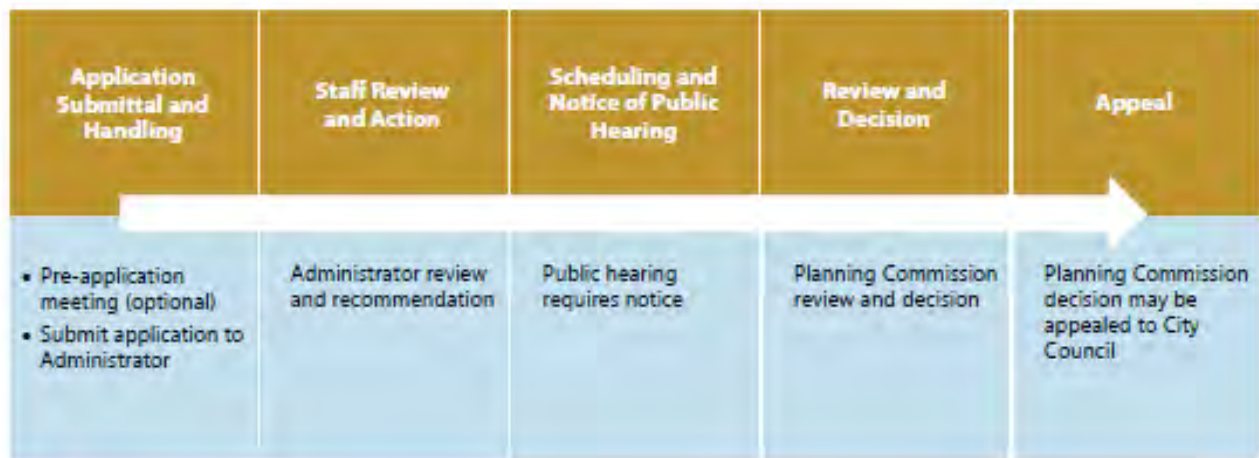 Application
Submittal and
Handling
Staff Review
and Action
Scheduling and
Notice of Public
Hearing
Review and
Decision
Appeal
• Pre-application
meeting (optional)
• Submit application to
Administrator
Administrator review
and recommendation
Public hearing
requires notice
Planning Commission
review and decision
Planning Commission
decision may be
appealed to City
Council